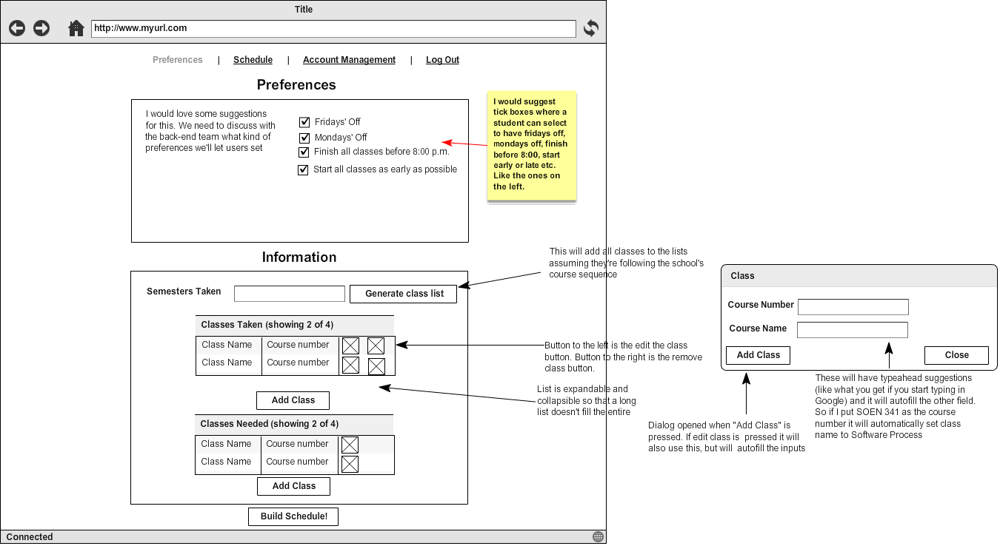 Title
http://www.myurl.com
Preferences | Schedule | Account Management | Log Out
Preferences
I would love some suggestions
for this. We need to discuss with
the back-end team what kind of
preferences we'll let users set
Fridays' Off
Mondays' Off
Finish all classes before 8:00 p.m.
Start all classes as early as possible
I would suggest
tick boxes where a
student can select
to have fridays off,
mondays off, finish
before 8:00, start
early or late etc.
Like the ones on
the left.
Information
This will add all classes to the lists
assuming they're following the school's
course sequence
Semesters Taken
Generate class list
Classes Taken (showing 2 of 4)
Class Name Course number
Class Name Course number
Button to the left is the edit the class
button. Button to the right is the remove
class button.
List is expandable and
collapsible so that a long
list doesn't fill the entire
Add Class
Classes Needed (showing 2 of 4)
Class Name Course number
Class Name Course number
Add Class
Build Schedule!
Connected
Class
Course Number
Course Name
Add Class
Close
Dialog opened when "Add Class" is
pressed. If edit class is pressed it will
also use this, but will autofill the inputs
These will have typeahead suggestions
(like what you get if you start typing in
Google) and it will autofill the other field.
So if I put SOEN 341 as the course
number it will automatically set class
name to Software Process